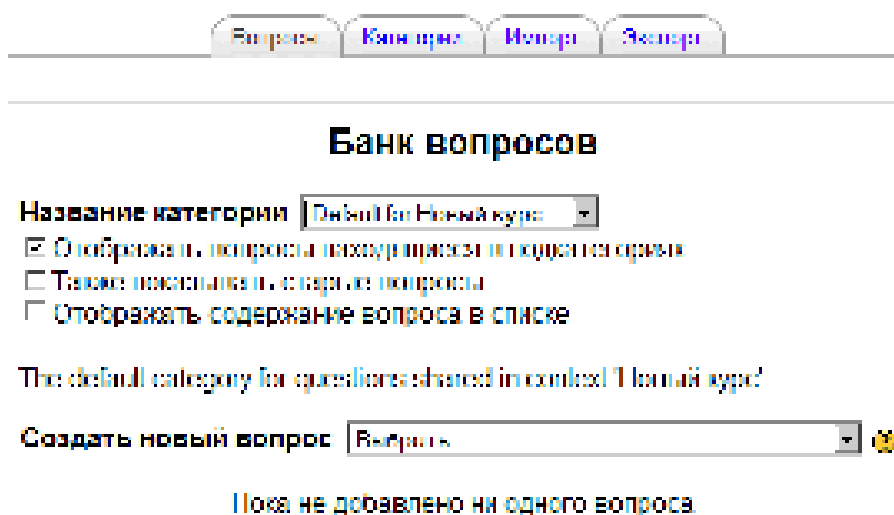 Вопросы Категории Импорт Экспорт
Банк вопросов
Название категории Default for Новый курс
Отображать вопросы находящиеся в подкатегориях
Также показывать старые вопросы
Отображать содержание вопроса в списке
The default category for questions shared in context 'Новый курс'
Создать новый вопрос Выбрать
Пока не добавлено ни одного вопроса